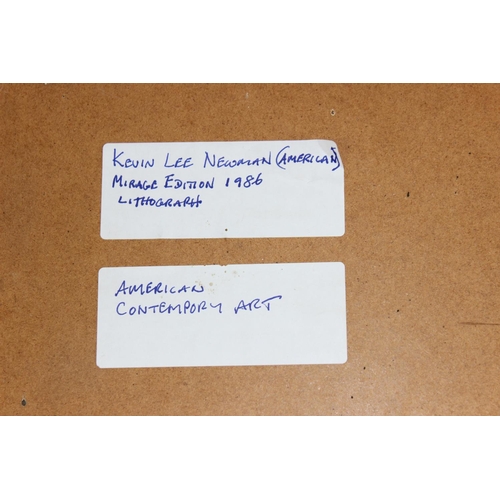 Kevin Lee Newman (American)
Mirage Edition 1986
Lithograph
American
Contempory Art